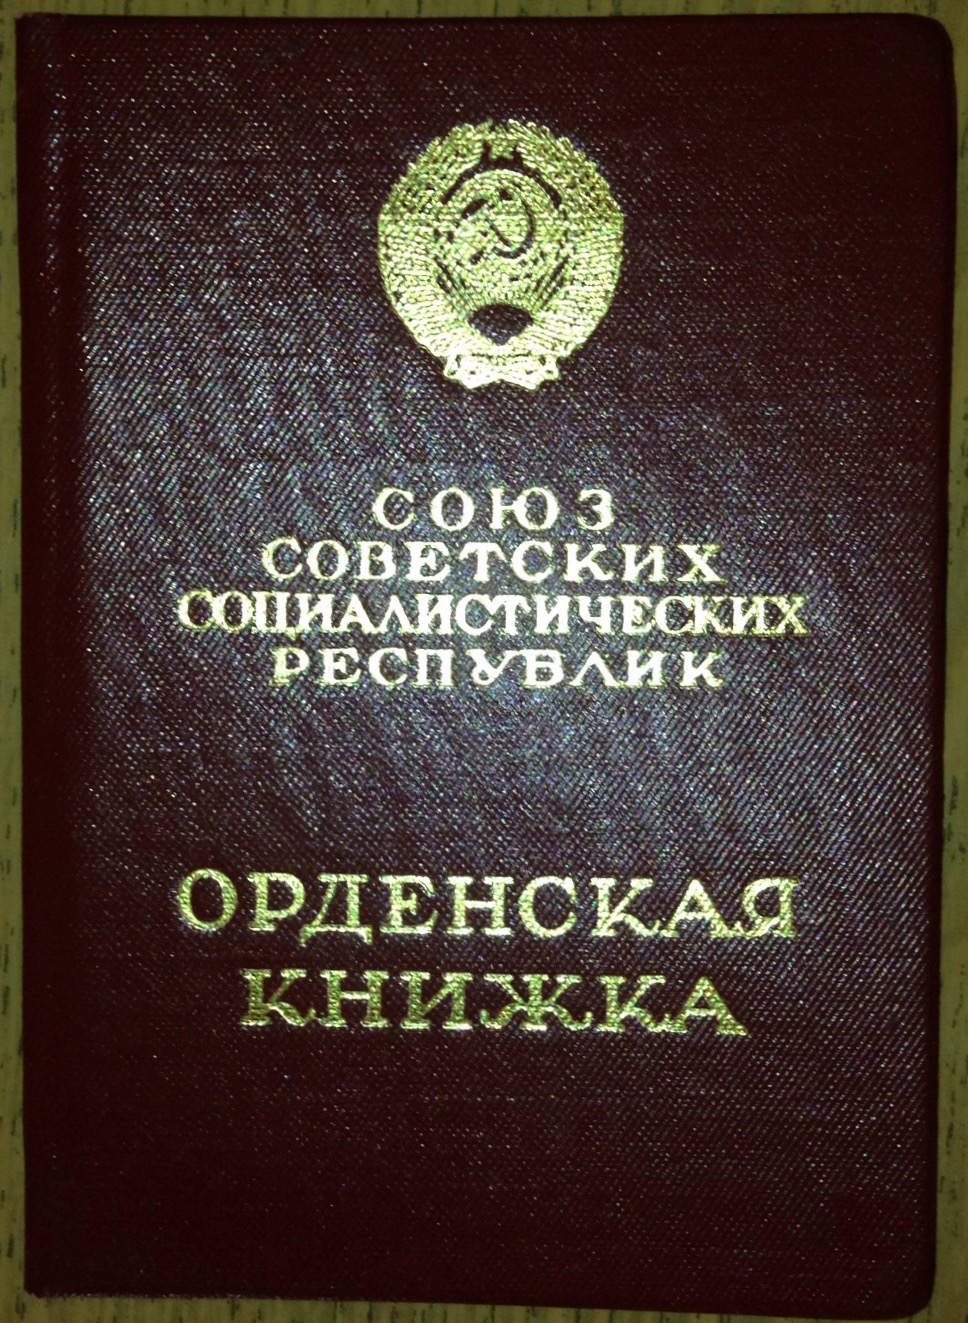 СОЮЗ
СОВЕТСКИХ
СОЦИАЛИСТИЧЕСКИХ
РЕСПУБЛИК
ОРДЕНСКАЯ
КНИЖКА